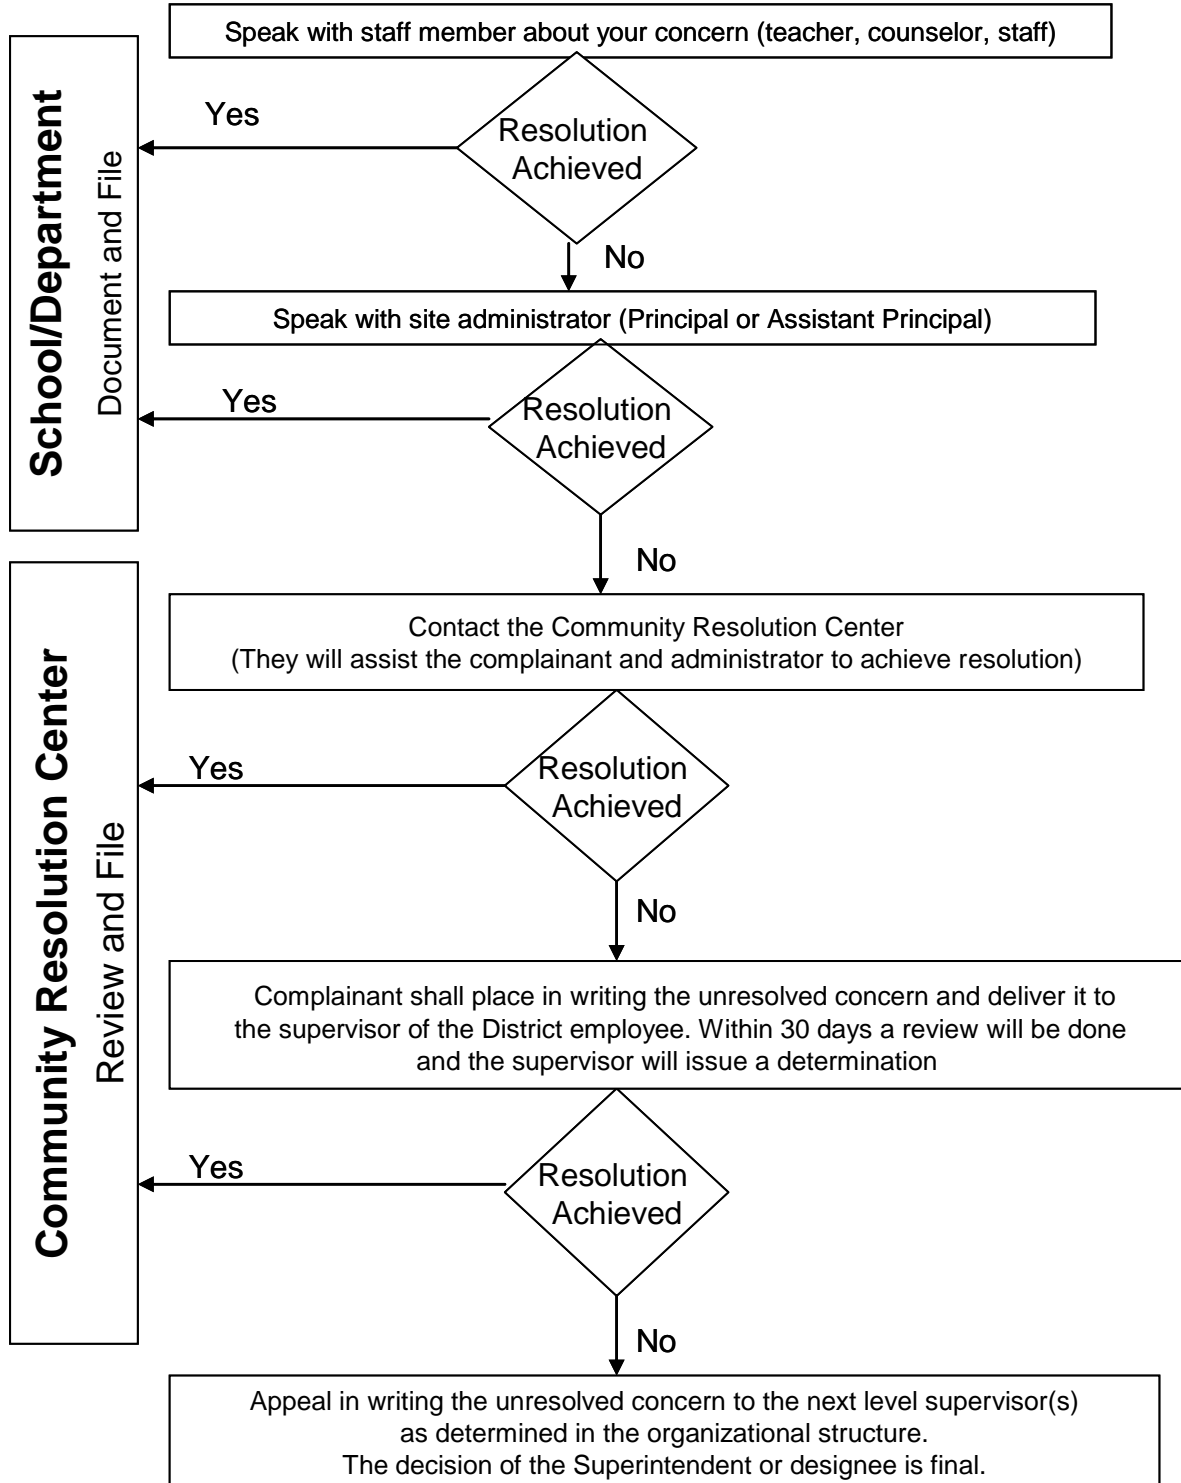 Speak with staff member about your concern (teacher, counselor, staff)
School/Department
Document and File
Yes
Resolution
Achieved
No
Speak with site administrator (Principal or Assistant Principal)
Yes
Resolution
Achieved
No
Community Resolution Center
Review and File
Contact the Community Resolution Center
(They will assist the complainant and administrator to achieve resolution)
Yes
Resolution
Achieved
No
Complainant shall place in writing the unresolved concern and deliver it to
the supervisor of the District employee. Within 30 days a review will be done
and the supervisor will issue a determination
Yes
Resolution
Achieved
No
Appeal in writing the unresolved concern to the next level supervisor(s)
as determined in the organizational structure.
The decision of the Superintendent or designee is final.